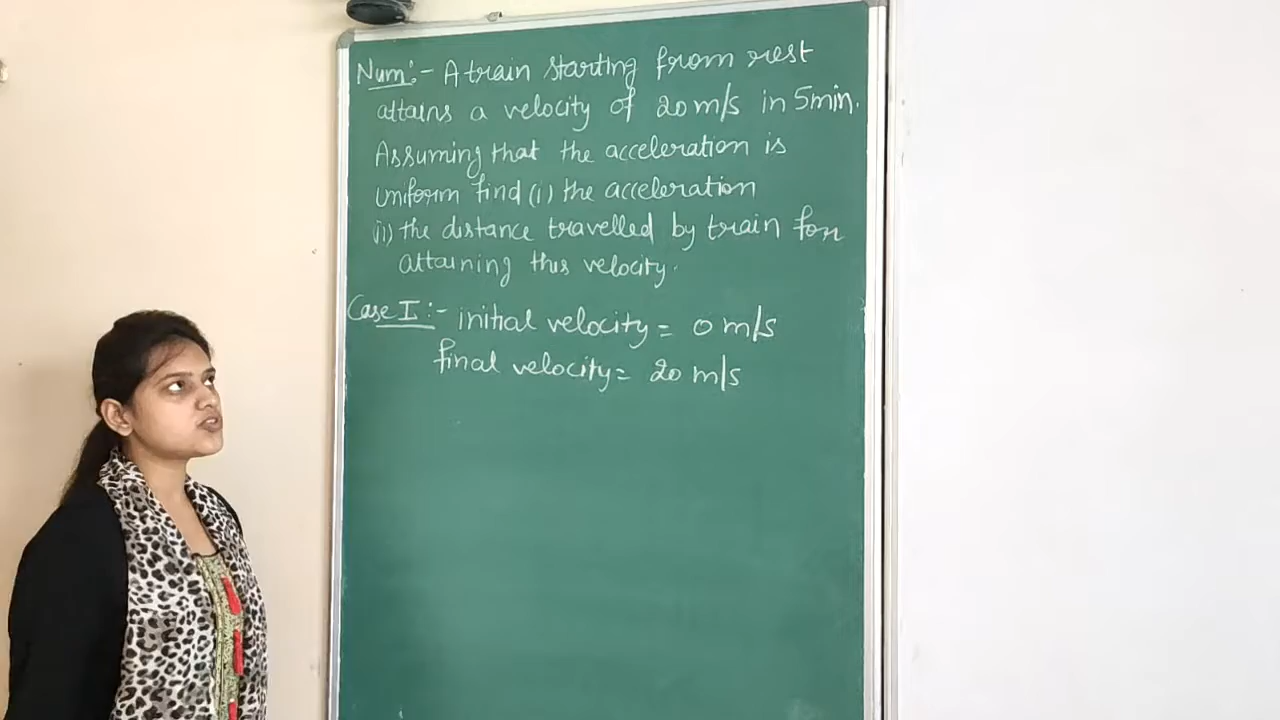 Num:- A train starting from rest
attains a velocity of 20 m/s in 5min.
Assuming that the acceleration is
uniform find (i) the acceleration
(ii) the distance travelled by train for
attaining this velocity.
Case I:- initial velocity = 0 m/s
final velocity = 20 m/s